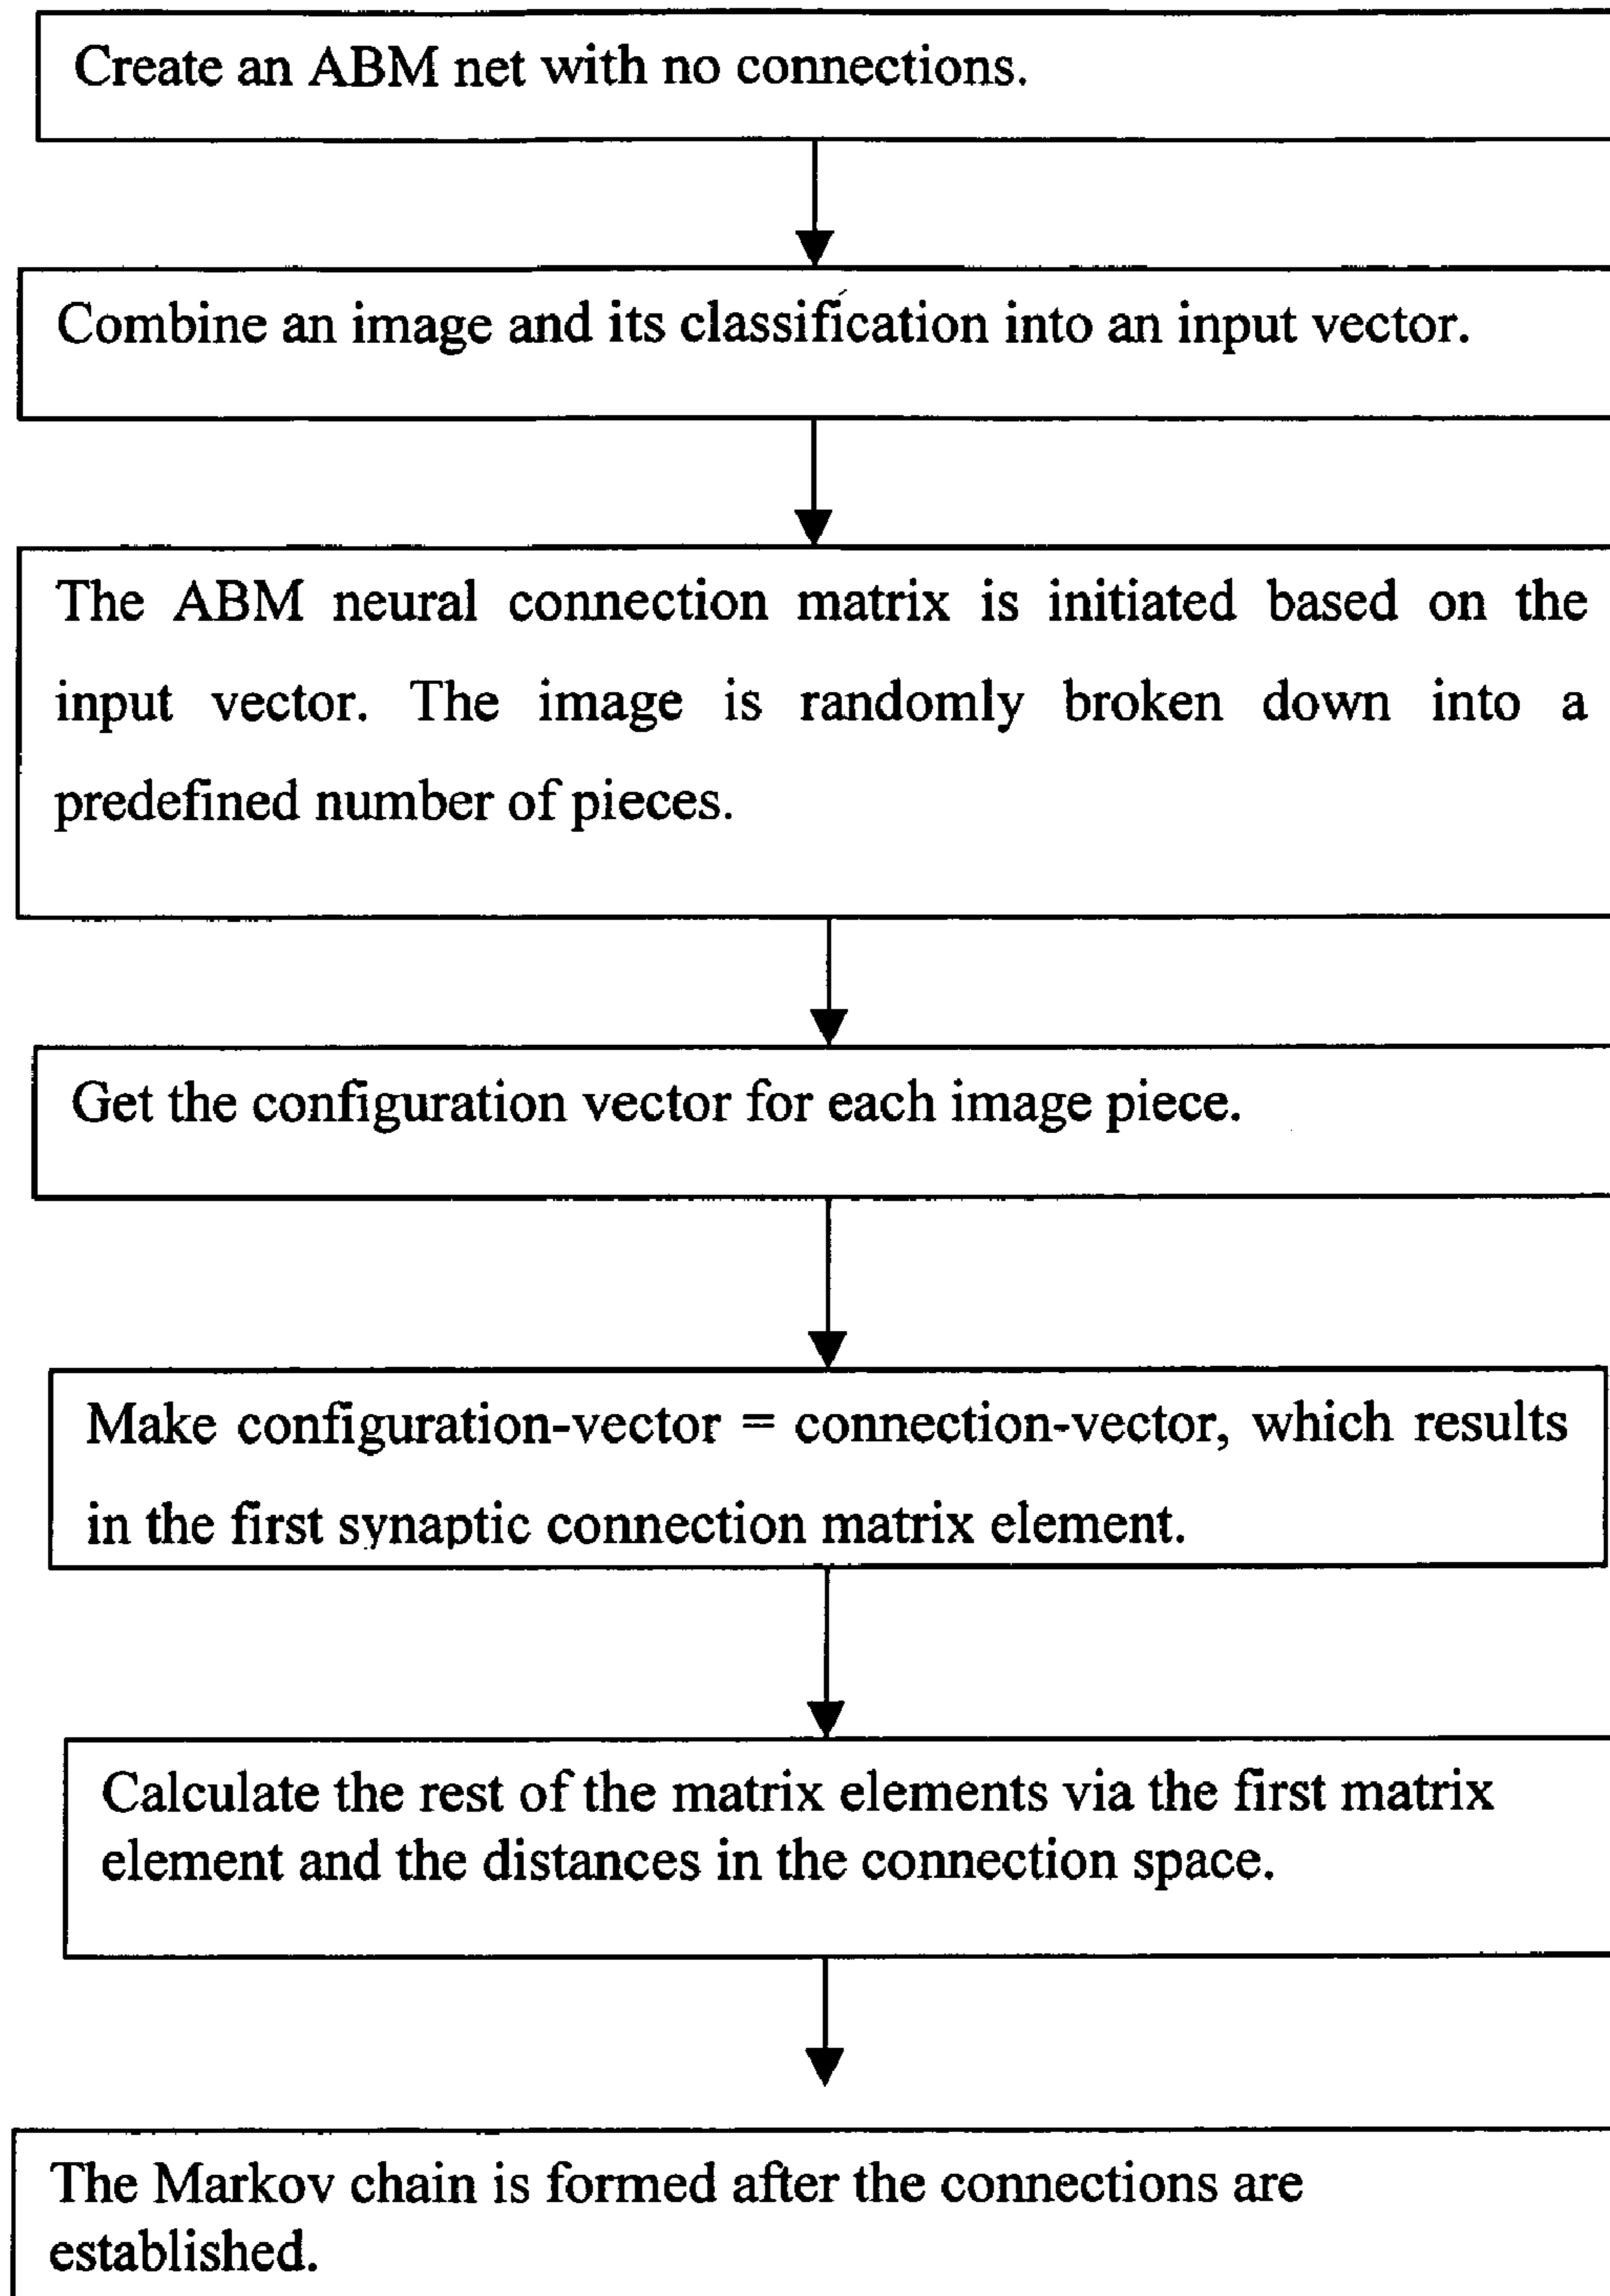 Create an ABM net with no connections.
Combine an image and its classification into an input vector.
The ABM neural connection matrix is initiated based on the
input vector. The image is randomly broken down into a
predefined number of pieces.
Get the configuration vector for each image piece.
Make configuration-vector = connection-vector, which results
in the first synaptic connection matrix element.
Calculate the rest of the matrix elements via the first matrix
element and the distances in the connection space.
The Markov chain is formed after the connections are
established.